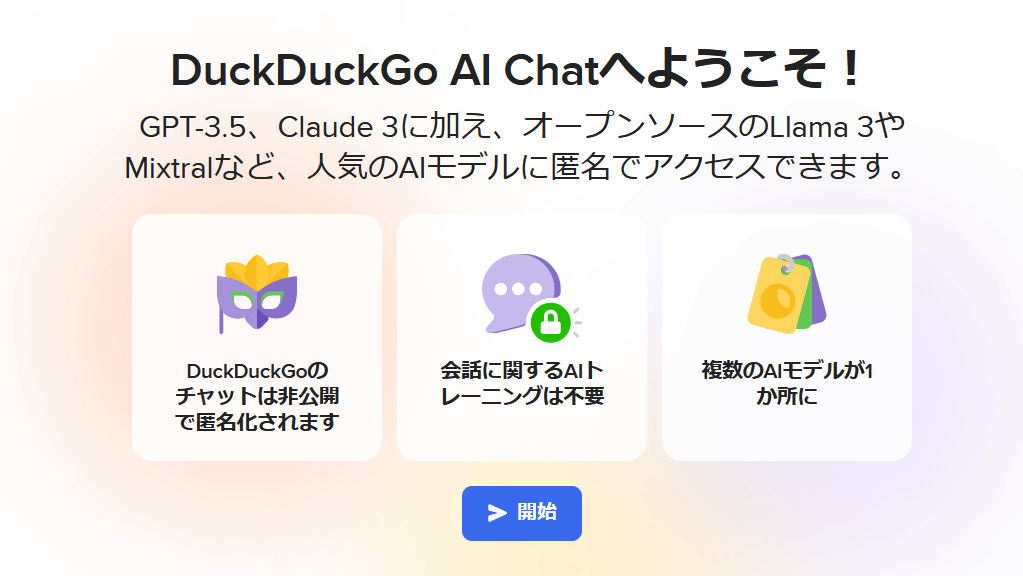 DuckDuckGo AI Chatへようこそ！
GPT-3.5、Claude 3に加え、オープンソースのLlama 3や
Mixtralなど、人気のAIモデルに匿名でアクセスできます。
DuckDuckGoの
チャットは非公開
で匿名化されます
会話に関するAIト
レーニングは不要
複数のAIモデルが1
か所に
開始